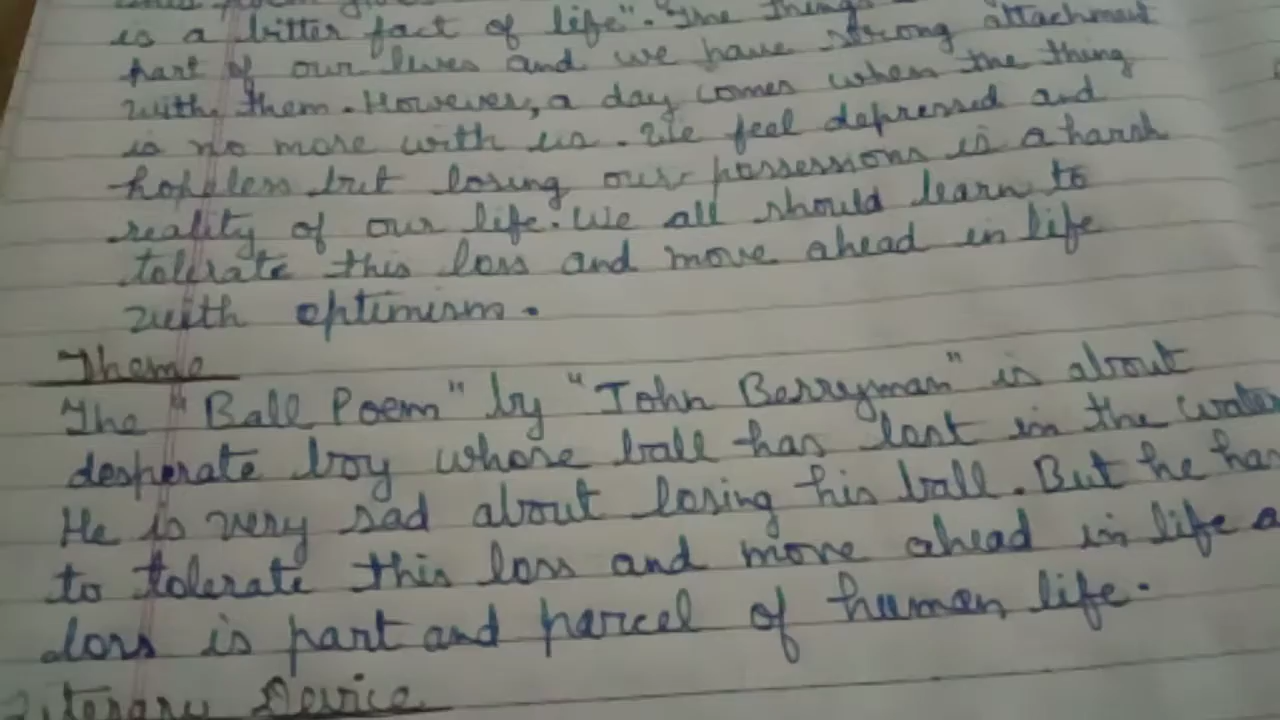 is a bitter fact of life". The things
part of our lives and we have strong attachment
with them. However, a day comes when the thing
is no more with us. We feel depressed and
hopeless but losing our possessions is a harsh
reality of our life. We all should learn to
tolerate this loss and move ahead in life
with optimism.
Theme
The "Ball Poem" by "John Berryman" is about
desperate boy whose ball has lost in the water
He is very sad about losing his ball. But he has
to tolerate this loss and move ahead in life a
loss is part and parcel of human life.
Literary Device